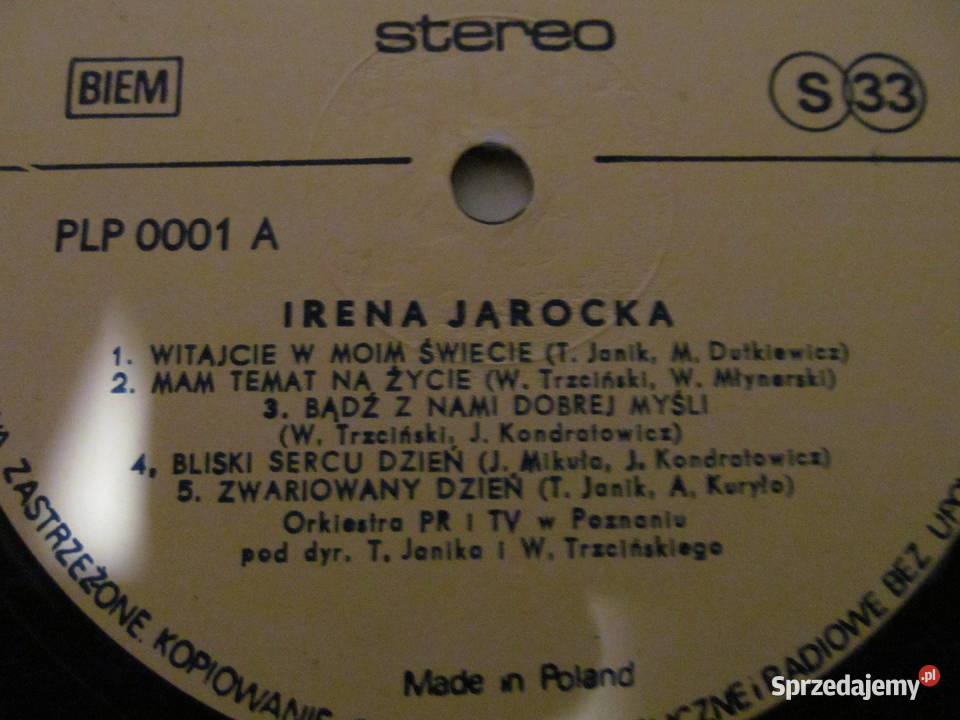 stereo
BIEM
S 33
PLP 0001 A
IRENA JAROCKA
1. WITAJCIE W MOIM ŚWIECIE (T. Janik, M. Dutkiewicz)
2. MAM TEMAT NA ŻYCIE (W. Trzciński, W. Młynarski)
3. BĄDŹ Z NAMI DOBREJ MYŚLI
(W. Trzciński, J. Kondratowicz)
4. BLISKI SERCU DZIEŃ (J. Mikuła, J. Kondratowicz)
5. ZWARIOWANY DZIEŃ (T. Janik, A. Kuryło)
Orkiestra PR i TV w Poznaniu
pod dyr. T. Janika i W. Trzcińskiego
Made in Poland
ZASTRZEŻONE. KOPIOWANIE
i RADIOWE BEZ
Sprzedajemy.pl